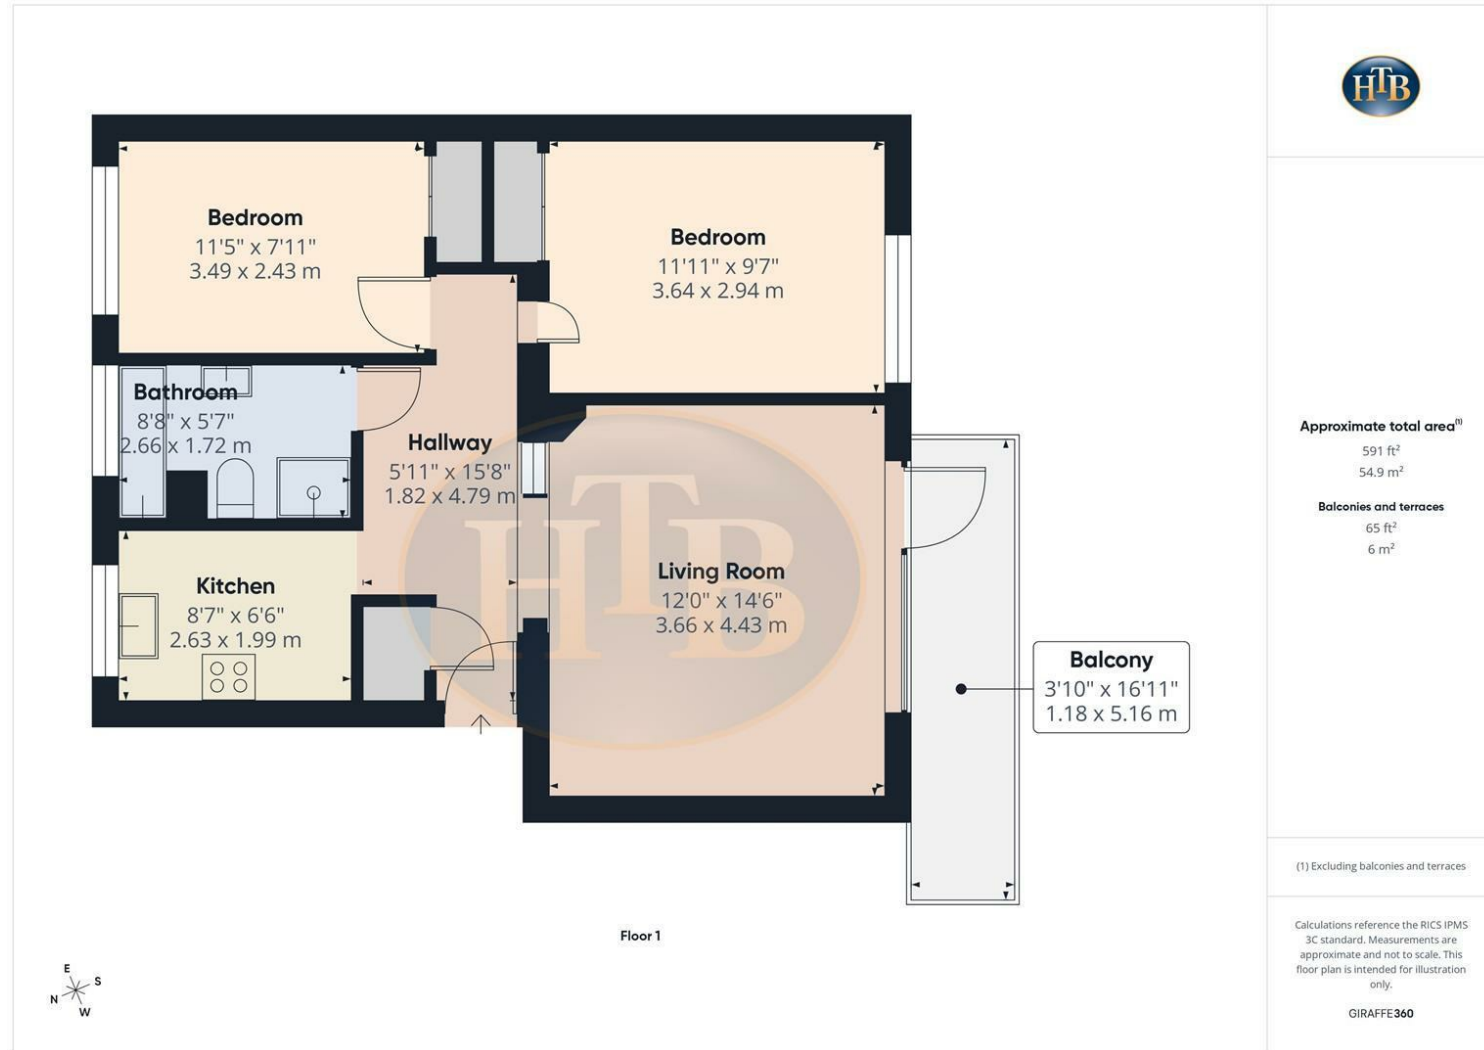 HTB
Bedroom
11'5" x 7'11"
3.49 x 2.43 m
Bedroom
11'11" x 9'7"
3.64 x 2.94 m
Bathroom
8'8" x 5'7"
2.66 x 1.72 m
Hallway
5'11" x 15'8"
1.82 x 4.79 m
HTB
Kitchen
8'7" x 6'6"
2.63 x 1.99 m
Living Room
12'0" x 14'6"
3.66 x 4.43 m
Balcony
3'10" x 16'11"
1.18 x 5.16 m
Floor 1
E
S
N
W
Approximate total area(1)
591 ft²
54.9 m²
Balconies and terraces
65 ft²
6 m²
(1) Excluding balconies and terraces
Calculations reference the RICS IPMS
3C standard. Measurements are
approximate and not to scale. This
floor plan is intended for illustration
only.
GIRAFFE360